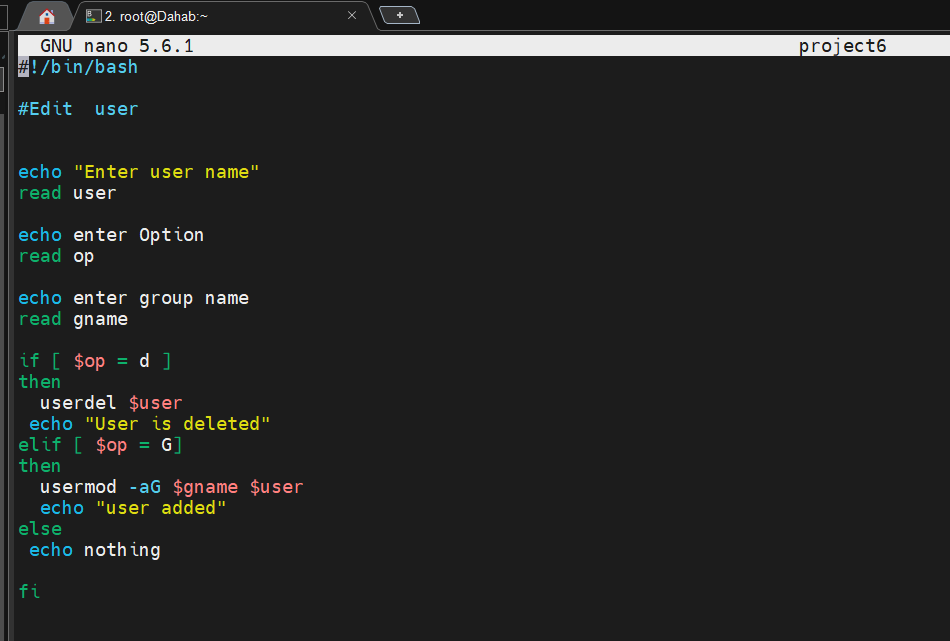 2. root@Dahab:~
GNU nano 5.6.1 project6
#!/bin/bash
#Edit  user
echo "Enter user name"
read user
echo enter Option
read op
echo enter group name
read gname
if [ $op = d ]
then
  userdel $user
 echo "User is deleted"
elif [ $op = G]
then
  usermod -aG $gname $user
  echo "user added"
else
 echo nothing
fi